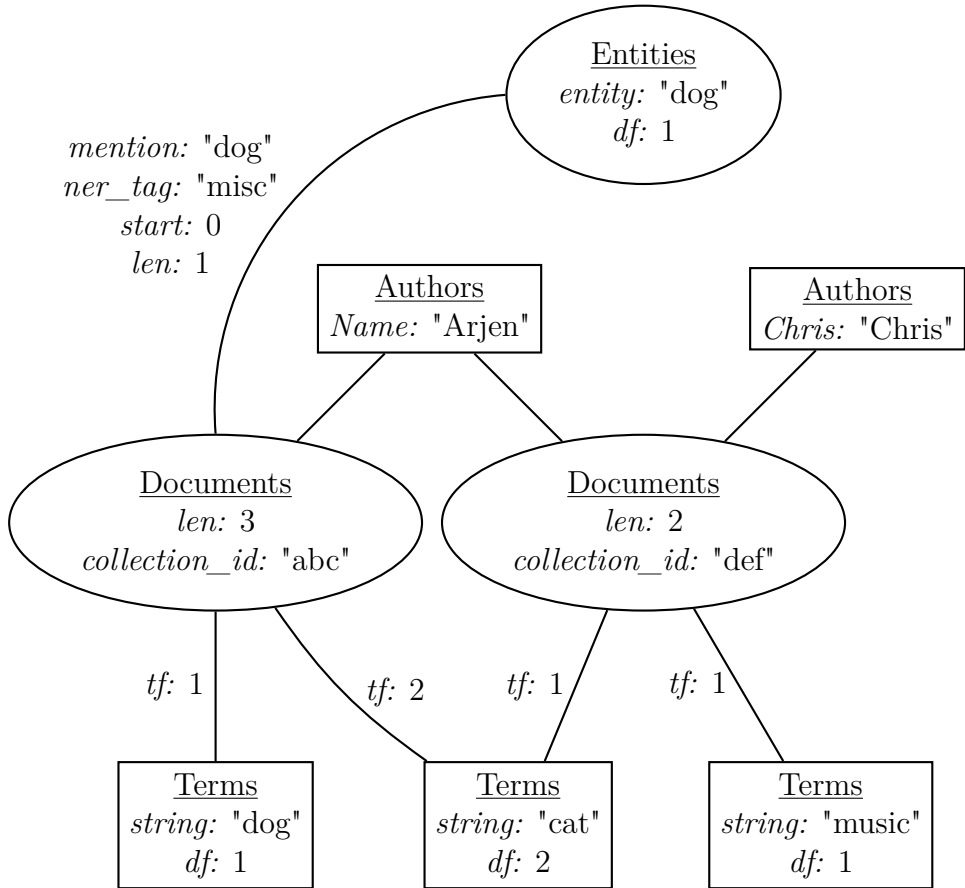 Entities
entity: "dog"
df: 1
mention: "dog"
ner_tag: "misc"
start: 0
len: 1
Authors
Name: "Arjen"
Authors
Chris: "Chris"
Documents
len: 3
collection_id: "abc"
Documents
len: 2
collection_id: "def"
tf: 1
tf: 2
tf: 1
tf: 1
Terms
string: "dog"
df: 1
Terms
string: "cat"
df: 2
Terms
string: "music"
df: 1